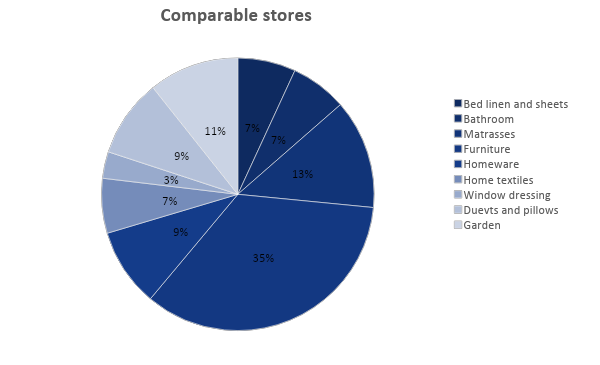 Comparable stores
7%
7%
13%
35%
9%
7%
3%
9%
11%
Bed linen and sheets
Bathroom
Matrasses
Furniture
Homeware
Home textiles
Window dressing
Duevts and pillows
Garden